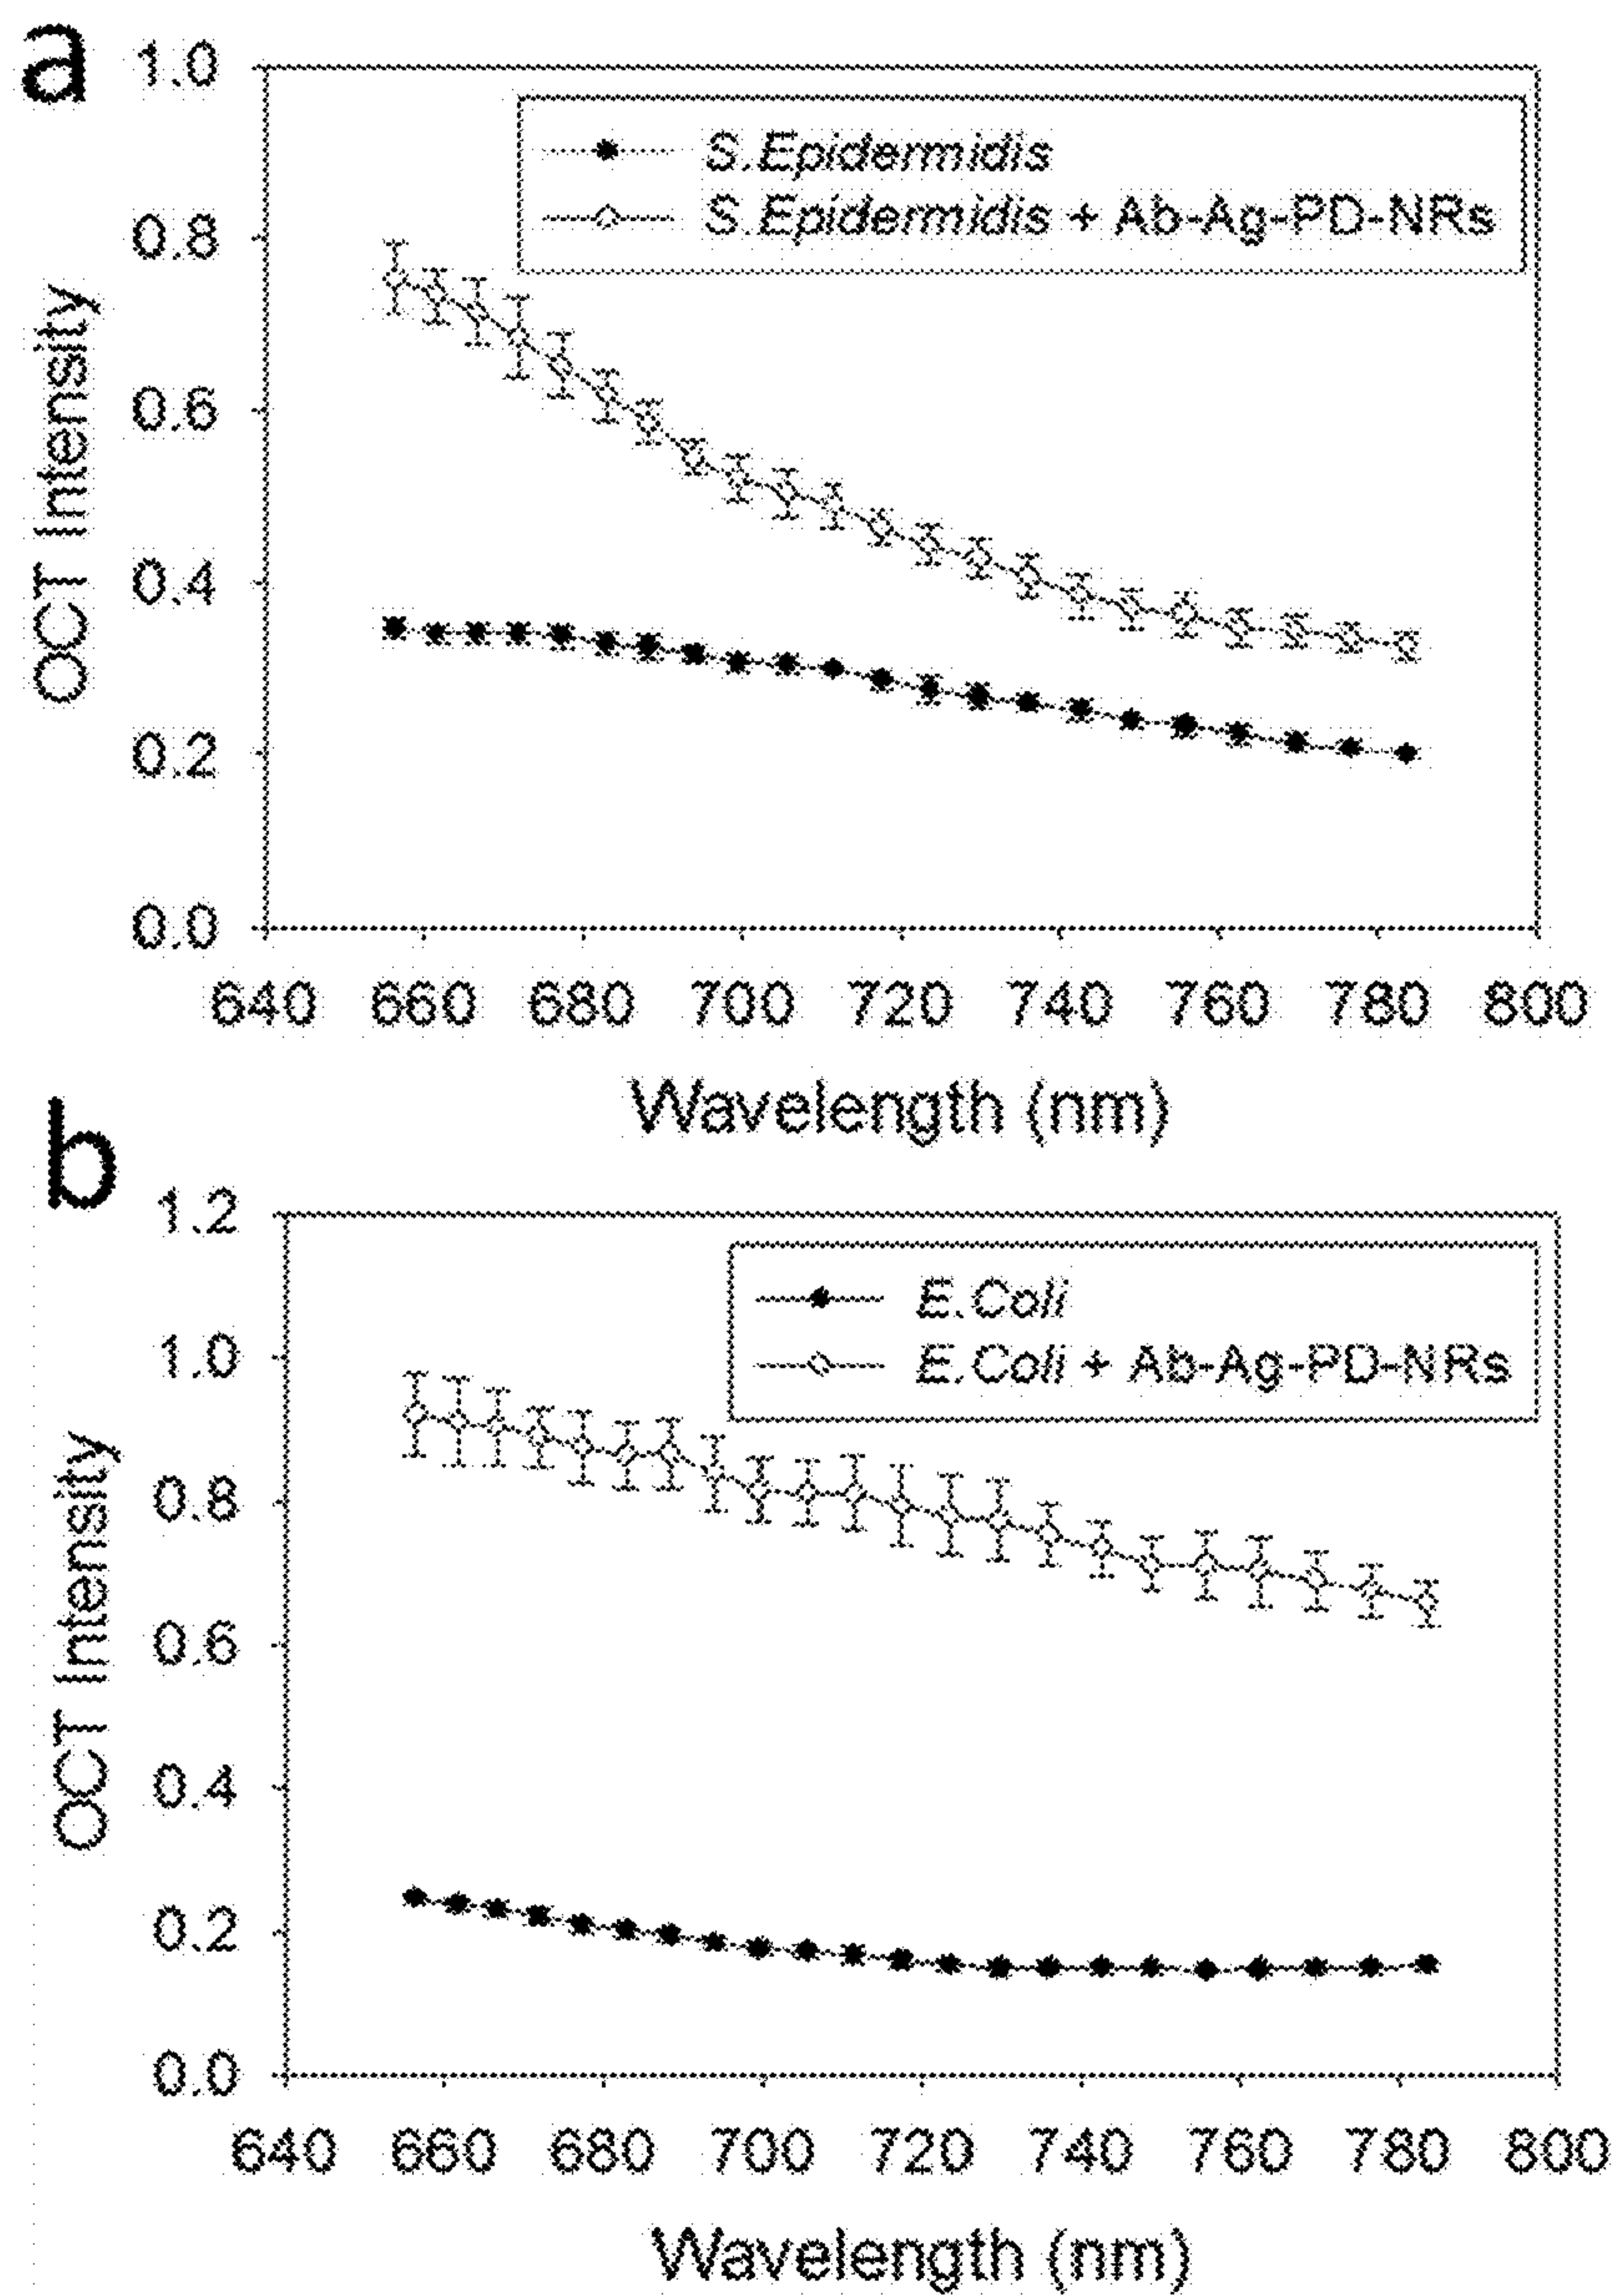 a
1.0
S.Epidermidis
S.Epidermidis + Ab-Ag-PD-NRs
0.8
0.6
0.4
0.2
0.0
OCT Intensity
640 660 680 700 720 740 760 780 800
Wavelength (nm)
b
1.2
E.Coli
E.Coli + Ab-Ag-PD-NRs
1.0
0.8
0.6
0.4
0.2
0.0
OCT Intensity
640 660 680 700 720 740 760 780 800
Wavelength (nm)